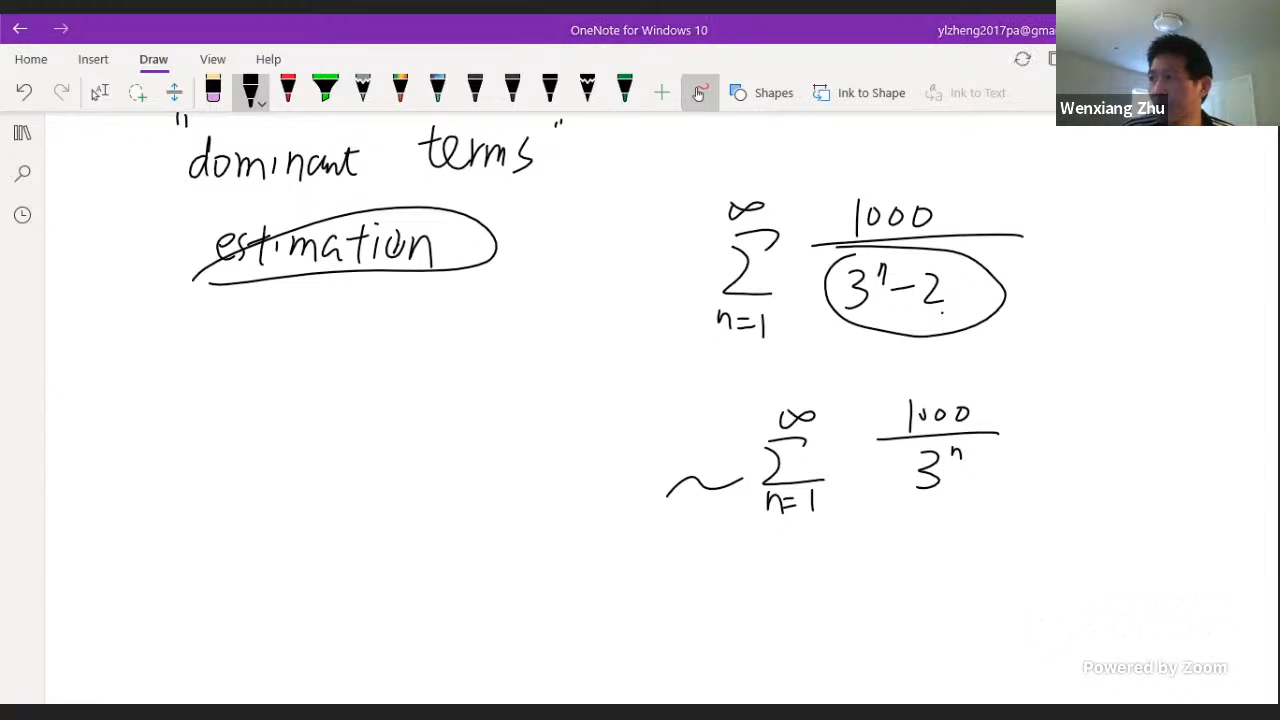 OneNote for Windows 10
ylzheng2017pa@gma
Home Insert Draw View Help
Shapes Ink to Shape Ink to Text
Wenxiang Zhu
"dominant terms"
estimation
∞
∑ 1000 / (3ⁿ − 2)
n=1
∞
~ ∑ 1000 / 3ⁿ
n=1
Powered by Zoom